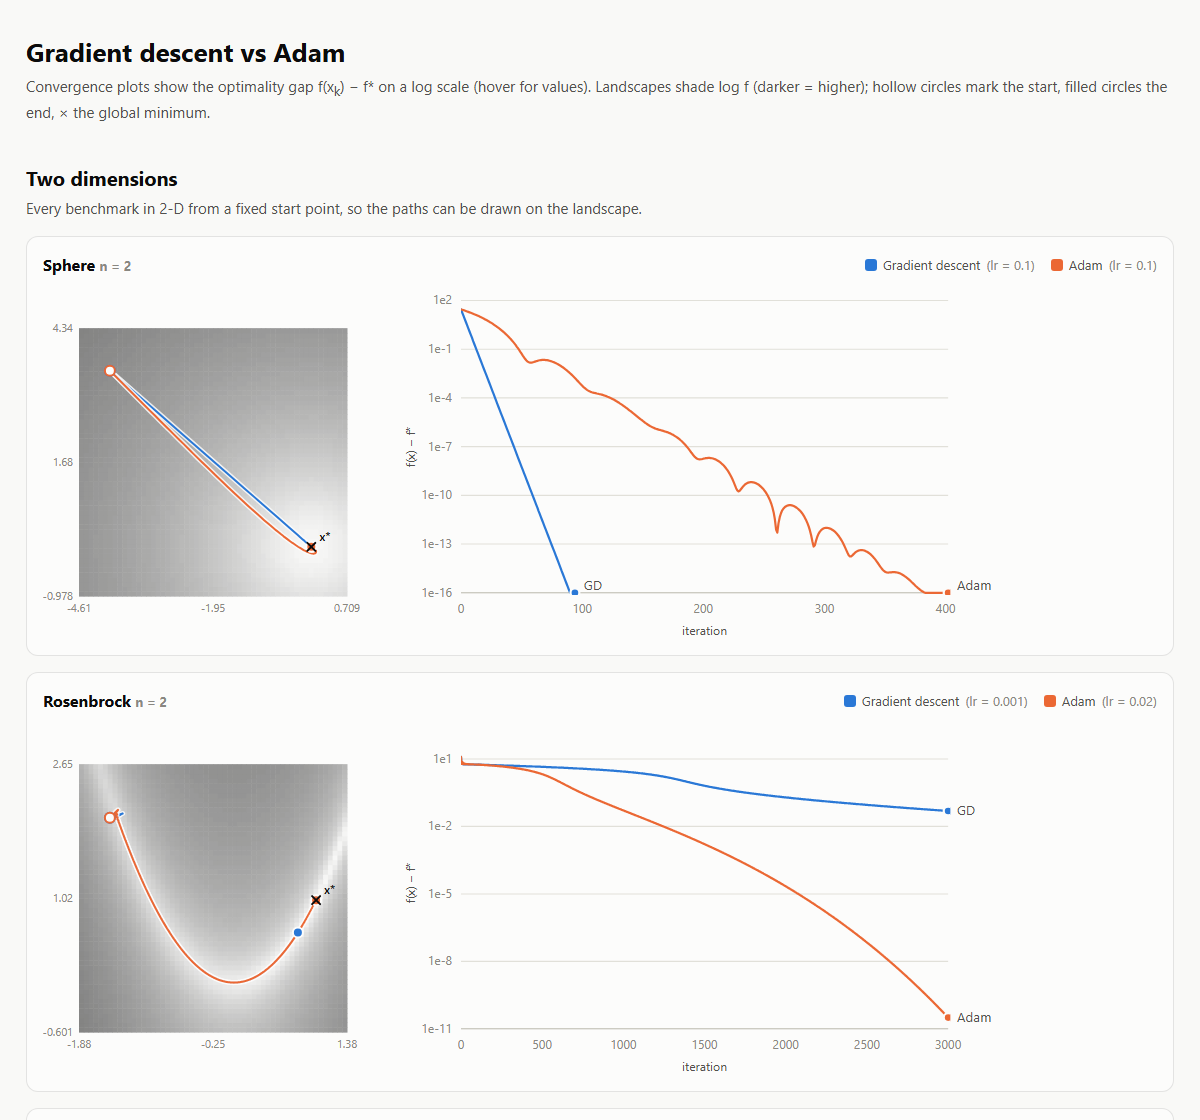 Gradient descent vs Adam
Convergence plots show the optimality gap f(xk) − f* on a log scale (hover for values). Landscapes shade log f (darker = higher); hollow circles mark the start, filled circles the
end, × the global minimum.
Two dimensions
Every benchmark in 2-D from a fixed start point, so the paths can be drawn on the landscape.
Sphere n = 2
Gradient descent (lr = 0.1) Adam (lr = 0.1)
4.34
1.68
-0.978
-4.61 -1.95 0.709
x*
f(x) − f*
1e2
1e-1
1e-4
1e-7
1e-10
1e-13
1e-16
GD
Adam
0 100 200 300 400
iteration
Rosenbrock n = 2
Gradient descent (lr = 0.001) Adam (lr = 0.02)
2.65
1.02
-0.601
-1.88 -0.25 1.38
x*
f(x) − f*
1e1
1e-2
1e-5
1e-8
1e-11
GD
Adam
0 500 1000 1500 2000 2500 3000
iteration